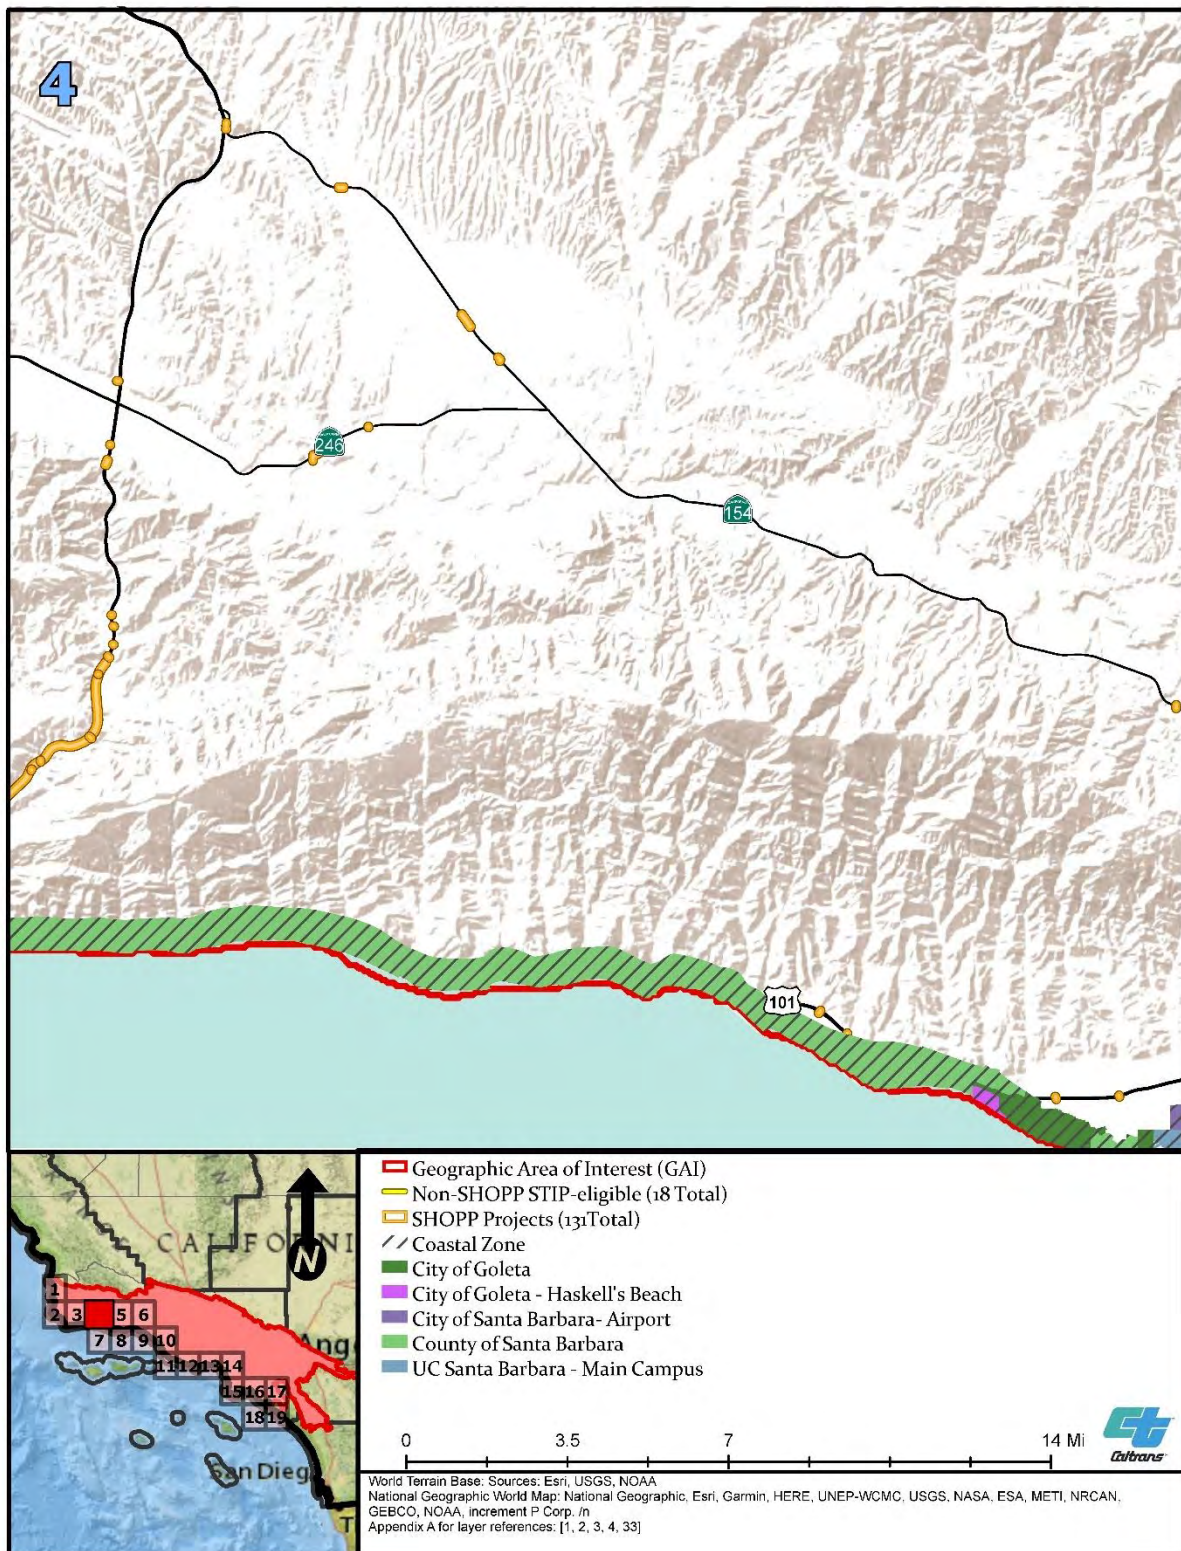 4
246
154
101
Geographic Area of Interest (GAI)
Non-SHOPP STIP-eligible (18 Total)
SHOPP Projects (131Total)
Coastal Zone
City of Goleta
City of Goleta - Haskell's Beach
City of Santa Barbara- Airport
County of Santa Barbara
UC Santa Barbara - Main Campus
0 3.5 7 14 Mi
Caltrans
World Terrain Base: Sources: Esri, USGS, NOAA
National Geographic World Map: National Geographic, Esri, Garmin, HERE, UNEP-WCMC, USGS, NASA, ESA, METI, NRCAN,
GEBCO, NOAA, increment P Corp. /n
Appendix A for layer references: [1, 2, 3, 4, 33]
CALIFORNI
N
1
2 3 5 6
7 8 9 10
Ang
11 12 13 14
15 16 17
18 19
San Dieg
T